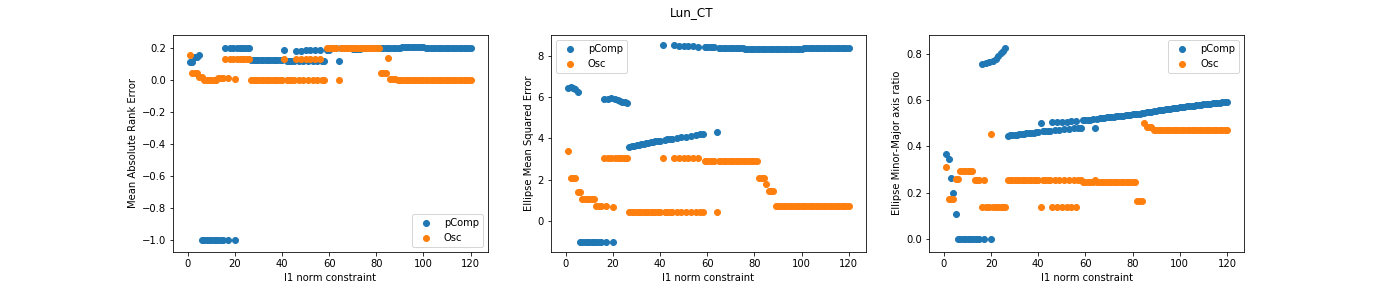 Lun_CT
Mean Absolute Rank Error
0.2
0.0
−0.2
−0.4
−0.6
−0.8
−1.0
0 20 40 60 80 100 120
l1 norm constraint
pComp
Osc
Ellipse Mean Squared Error
8
6
4
2
0
0 20 40 60 80 100 120
l1 norm constraint
pComp
Osc
Ellipse Minor-Major axis ratio
0.8
0.6
0.4
0.2
0.0
0 20 40 60 80 100 120
l1 norm constraint
pComp
Osc